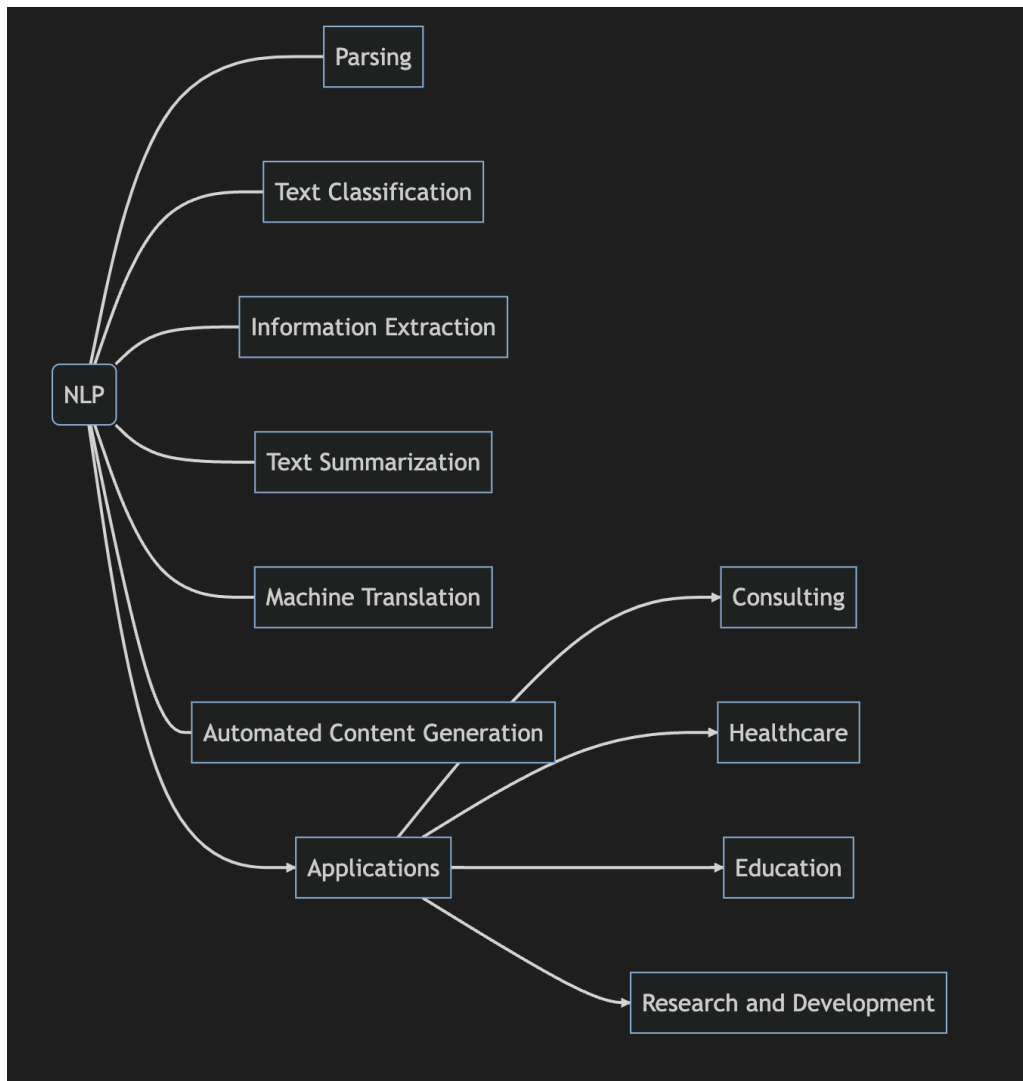 Parsing
Text Classification
Information Extraction
NLP
Text Summarization
Machine Translation
Consulting
Automated Content Generation
Healthcare
Applications
Education
Research and Development